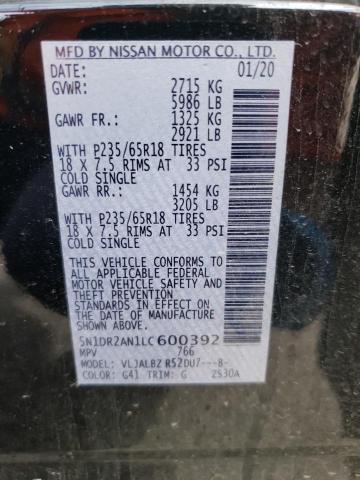 MFD BY NISSAN MOTOR CO., LTD.
DATE: 01/20
GVWR: 2715 KG
5986 LB
GAWR FR.: 1325 KG
2921 LB
WITH P235/65R18 TIRES
18 X 7.5 RIMS AT 33 PSI
COLD SINGLE
GAWR RR.: 1454 KG
3205 LB
WITH P235/65R18 TIRES
18 X 7.5 RIMS AT 33 PSI
COLD SINGLE
THIS VEHICLE CONFORMS TO
ALL APPLICABLE FEDERAL
MOTOR VEHICLE SAFETY AND
THEFT PREVENTION
STANDARDS IN EFFECT ON
THE DATE OF MANUFACTURE
SHOWN ABOVE.
5N1DR2AN1LC600392
MPV 766
MODEL: VLJALBZ R52DU7---8-
COLOR: G41 TRIM: G 2S30A